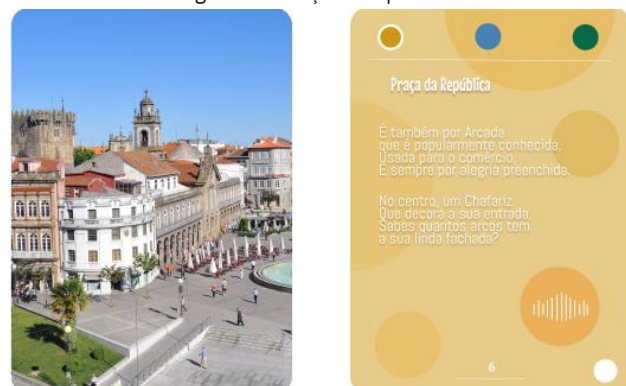 Praça da República
É também por Arcada
que é popularmente conhecida,
Usada para o comércio,
E sempre por alegria preenchida.
No centro, um Chafariz
Que decora a sua entrada,
Sabes quantos arcos tem
a sua linda fachada?
6